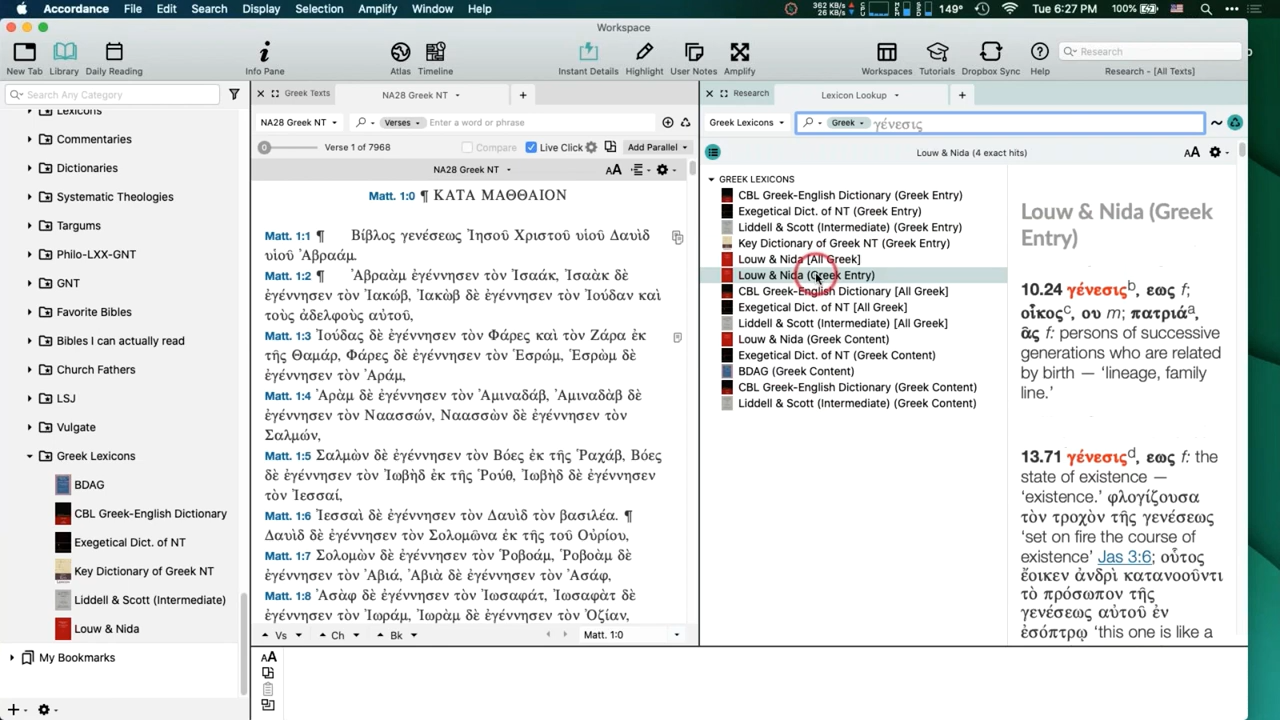 Accordance File Edit Search Display Selection Amplify Window Help
362 KB/s
26 KB/s
149° Tue 6:27 PM 100%
Workspace
New Tab Library Daily Reading Info Pane Atlas Timeline Instant Details Highlight User Notes Amplify Workspaces Tutorials Dropbox Sync Help
Research
Research - [All Texts]
Search Any Category
Lexicons
Commentaries
Dictionaries
Systematic Theologies
Targums
Philo-LXX-GNT
GNT
Favorite Bibles
Bibles I can actually read
Church Fathers
LSJ
Vulgate
Greek Lexicons
BDAG
CBL Greek-English Dictionary
Exegetical Dict. of NT
Key Dictionary of Greek NT
Liddell & Scott (Intermediate)
Louw & Nida
My Bookmarks
Greek Texts NA28 Greek NT
NA28 Greek NT Verses Enter a word or phrase
0 Verse 1 of 7968 Compare Live Click Add Parallel
NA28 Greek NT AA
Matt. 1:0 ¶ ΚΑΤΑ ΜΑΘΘΑΙΟΝ
Matt. 1:1 ¶ Βίβλος γενέσεως Ἰησοῦ Χριστοῦ υἱοῦ Δαυὶδ
υἱοῦ Ἀβραάμ.
Matt. 1:2 ¶ Ἀβραὰμ ἐγέννησεν τὸν Ἰσαάκ, Ἰσαὰκ δὲ
ἐγέννησεν τὸν Ἰακώβ, Ἰακὼβ δὲ ἐγέννησεν τὸν Ἰούδαν καὶ
τοὺς ἀδελφοὺς αὐτοῦ,
Matt. 1:3 Ἰούδας δὲ ἐγέννησεν τὸν Φάρες καὶ τὸν Ζάρα ἐκ
τῆς Θαμάρ, Φάρες δὲ ἐγέννησεν τὸν Ἑσρώμ, Ἑσρὼμ δὲ
ἐγέννησεν τὸν Ἀράμ,
Matt. 1:4 Ἀρὰμ δὲ ἐγέννησεν τὸν Ἀμιναδάβ, Ἀμιναδὰβ δὲ
ἐγέννησεν τὸν Ναασσών, Ναασσὼν δὲ ἐγέννησεν τὸν
Σαλμών,
Matt. 1:5 Σαλμὼν δὲ ἐγέννησεν τὸν Βόες ἐκ τῆς Ῥαχάβ, Βόες
δὲ ἐγέννησεν τὸν Ἰωβὴδ ἐκ τῆς Ῥούθ, Ἰωβὴδ δὲ ἐγέννησεν
τὸν Ἰεσσαί,
Matt. 1:6 Ἰεσσαὶ δὲ ἐγέννησεν τὸν Δαυὶδ τὸν βασιλέα. ¶
Δαυὶδ δὲ ἐγέννησεν τὸν Σολομῶνα ἐκ τῆς τοῦ Οὐρίου,
Matt. 1:7 Σολομὼν δὲ ἐγέννησεν τὸν Ῥοβοάμ, Ῥοβοὰμ δὲ
ἐγέννησεν τὸν Ἀβιά, Ἀβιὰ δὲ ἐγέννησεν τὸν Ἀσάφ,
Matt. 1:8 Ἀσὰφ δὲ ἐγέννησεν τὸν Ἰωσαφάτ, Ἰωσαφὰτ δὲ
ἐγέννησεν τὸν Ἰωράμ, Ἰωρὰμ δὲ ἐγέννησεν τὸν Ὀζίαν,
Vs Ch Bk Matt. 1:0
AA
Research Lexicon Lookup
Greek Lexicons Greek γένεσις
Louw & Nida (4 exact hits) AA
GREEK LEXICONS
CBL Greek-English Dictionary (Greek Entry)
Exegetical Dict. of NT (Greek Entry)
Liddell & Scott (Intermediate) (Greek Entry)
Key Dictionary of Greek NT (Greek Entry)
Louw & Nida [All Greek]
Louw & Nida (Greek Entry)
CBL Greek-English Dictionary [All Greek]
Exegetical Dict. of NT [All Greek]
Liddell & Scott (Intermediate) [All Greek]
Louw & Nida (Greek Content)
Exegetical Dict. of NT (Greek Content)
BDAG (Greek Content)
CBL Greek-English Dictionary (Greek Content)
Liddell & Scott (Intermediate) (Greek Content)
Louw & Nida (Greek
Entry)
10.24 γένεσιςb, εως f;
οἶκοςc, ου m; πατριάa,
ᾶς f: persons of successive
generations who are related
by birth — ‘lineage, family
line.’
13.71 γένεσιςd, εως f: the
state of existence —
‘existence.’ φλογίζουσα
τὸν τροχὸν τῆς γενέσεως
‘set on fire the course of
existence’ Jas 3:6; οὗτος
ἔοικεν ἀνδρὶ κατανοοῦντι
τὸ πρόσωπον τῆς
γενέσεως αὐτοῦ ἐν
ἐσόπτρῳ ‘this one is like a